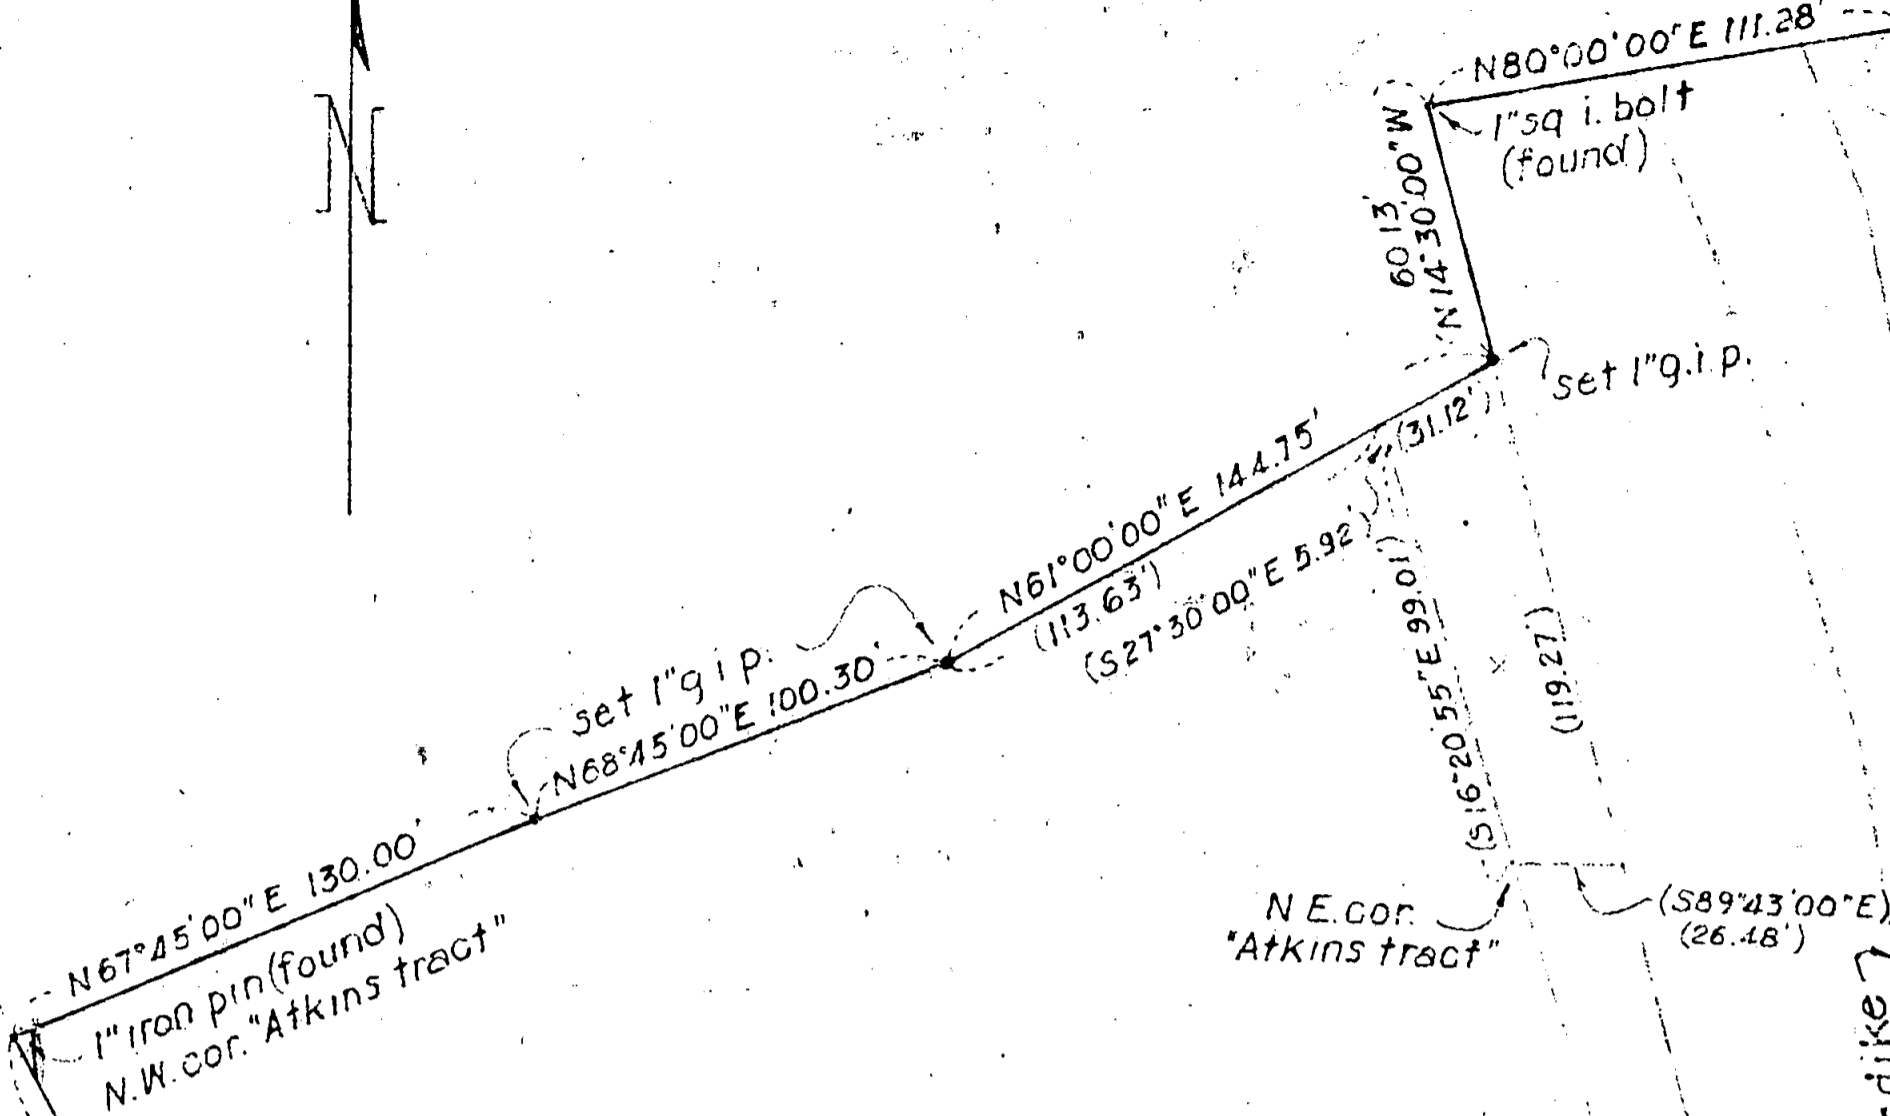 N80°00'00"E 111.28'
1"sq i. bolt
(found)
60.13'
N14°30'00"W
N
set 1"g.i.p.
(31.12')
N61°00'00"E 144.75'
(113.63')
(S27°30'00"E 5.92')
(S16°20'55"E 99.01')
(119.27')
set 1"g i p.
N68°45'00"E 100.30'
N67°45'00"E 130.00'
1" iron pin(found)
N.W. cor. "Atkins tract"
N E. cor.
"Atkins tract"
(S89°43'00"E)
(26.48')